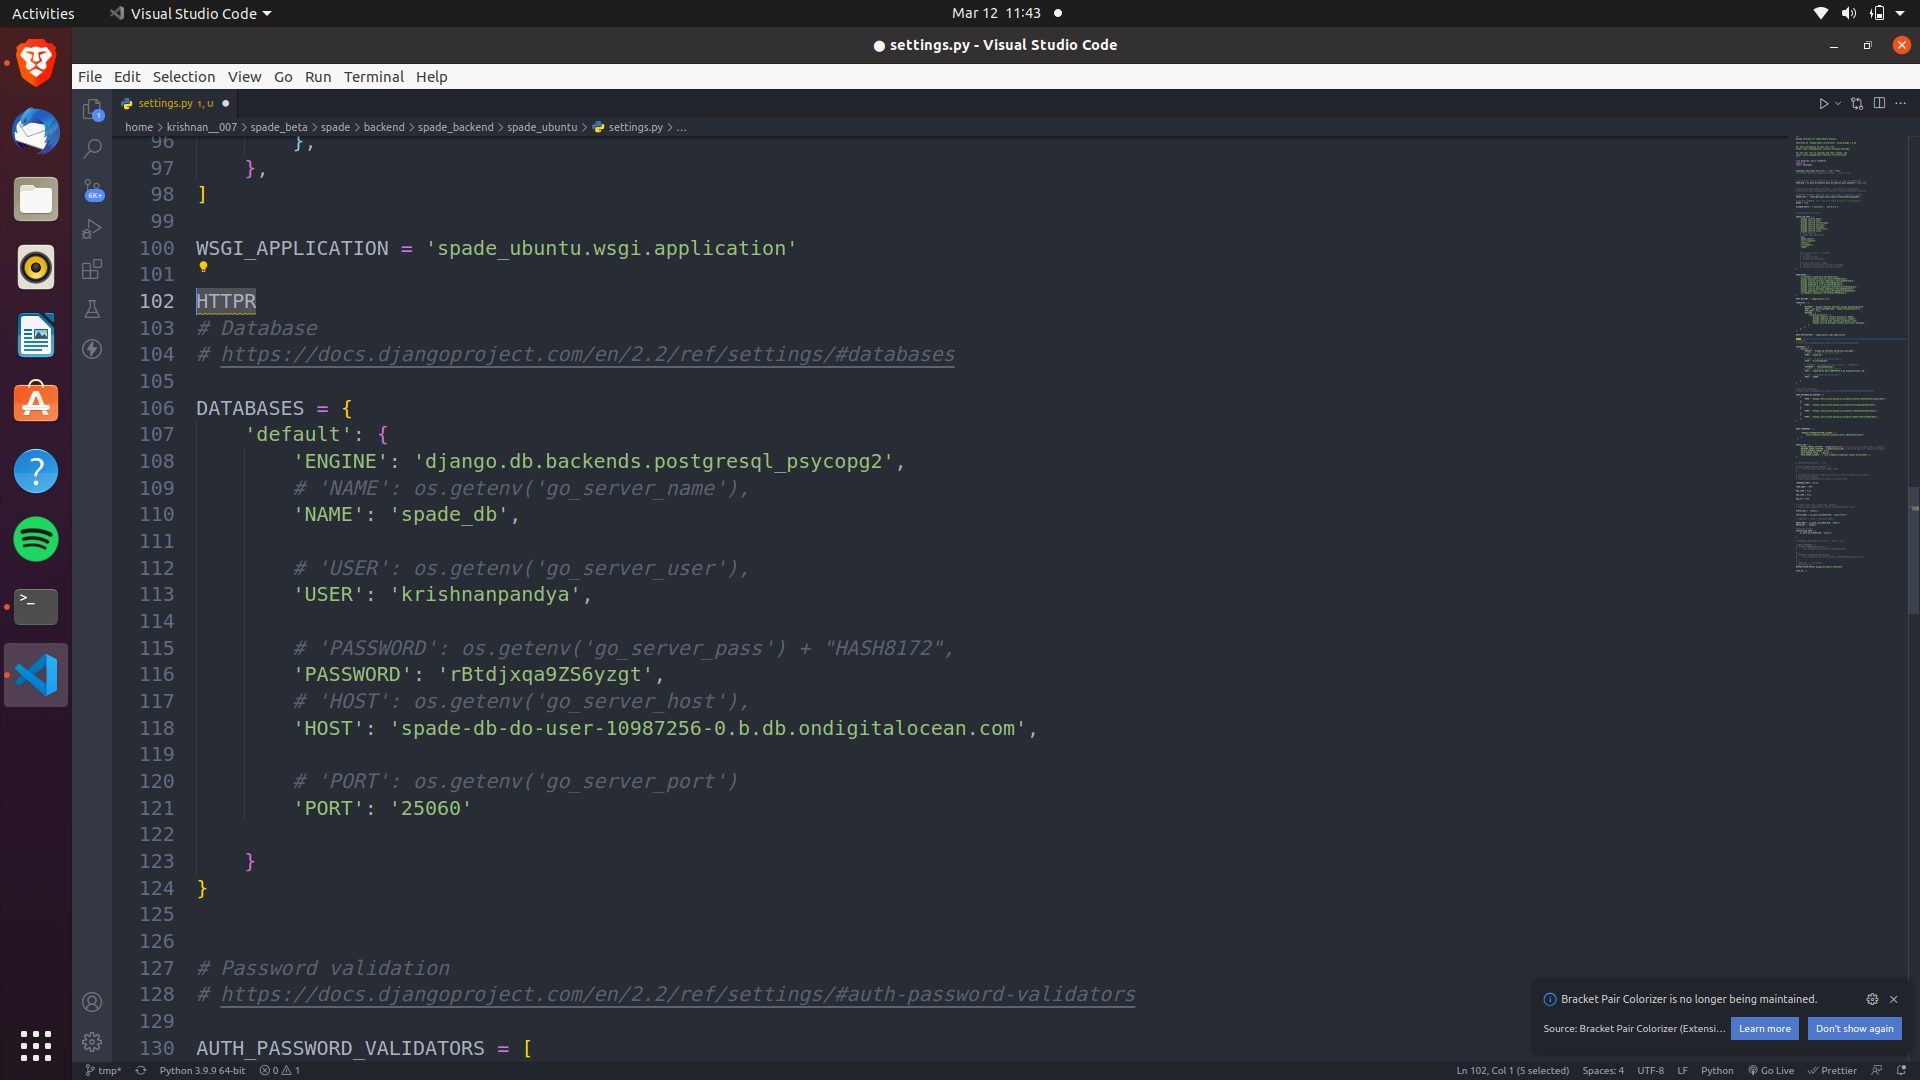 Activities
Visual Studio Code
Mar 12 11:43
settings.py - Visual Studio Code
File Edit Selection View Go Run Terminal Help
settings.py 1, U
home > krishnan__007 > spade_beta > spade > backend > spade_backend > spade_ubuntu > settings.py > ...
96 },
97 },
98 ]
99
100 WSGI_APPLICATION = 'spade_ubuntu.wsgi.application'
101
102 HTTPR
103 # Database
104 # https://docs.djangoproject.com/en/2.2/ref/settings/#databases
105
106 DATABASES = {
107 'default': {
108 'ENGINE': 'django.db.backends.postgresql_psycopg2',
109 # 'NAME': os.getenv('go_server_name'),
110 'NAME': 'spade_db',
111
112 # 'USER': os.getenv('go_server_user'),
113 'USER': 'krishnanpandya',
114
115 # 'PASSWORD': os.getenv('go_server_pass') + "HASH8172",
116 'PASSWORD': 'rBtdjxqa9ZS6yzgt',
117 # 'HOST': os.getenv('go_server_host'),
118 'HOST': 'spade-db-do-user-10987256-0.b.db.ondigitalocean.com',
119
120 # 'PORT': os.getenv('go_server_port')
121 'PORT': '25060'
122
123 }
124 }
125
126
127 # Password validation
128 # https://docs.djangoproject.com/en/2.2/ref/settings/#auth-password-validators
129
130 AUTH_PASSWORD_VALIDATORS = [
1
6K+
Bracket Pair Colorizer is no longer being maintained.
Source: Bracket Pair Colorizer (Extensi...
Learn more
Don't show again
tmp*
Python 3.9.9 64-bit
0 1
Ln 102, Col 1 (5 selected)
Spaces: 4
UTF-8
LF
Python
Go Live
Prettier